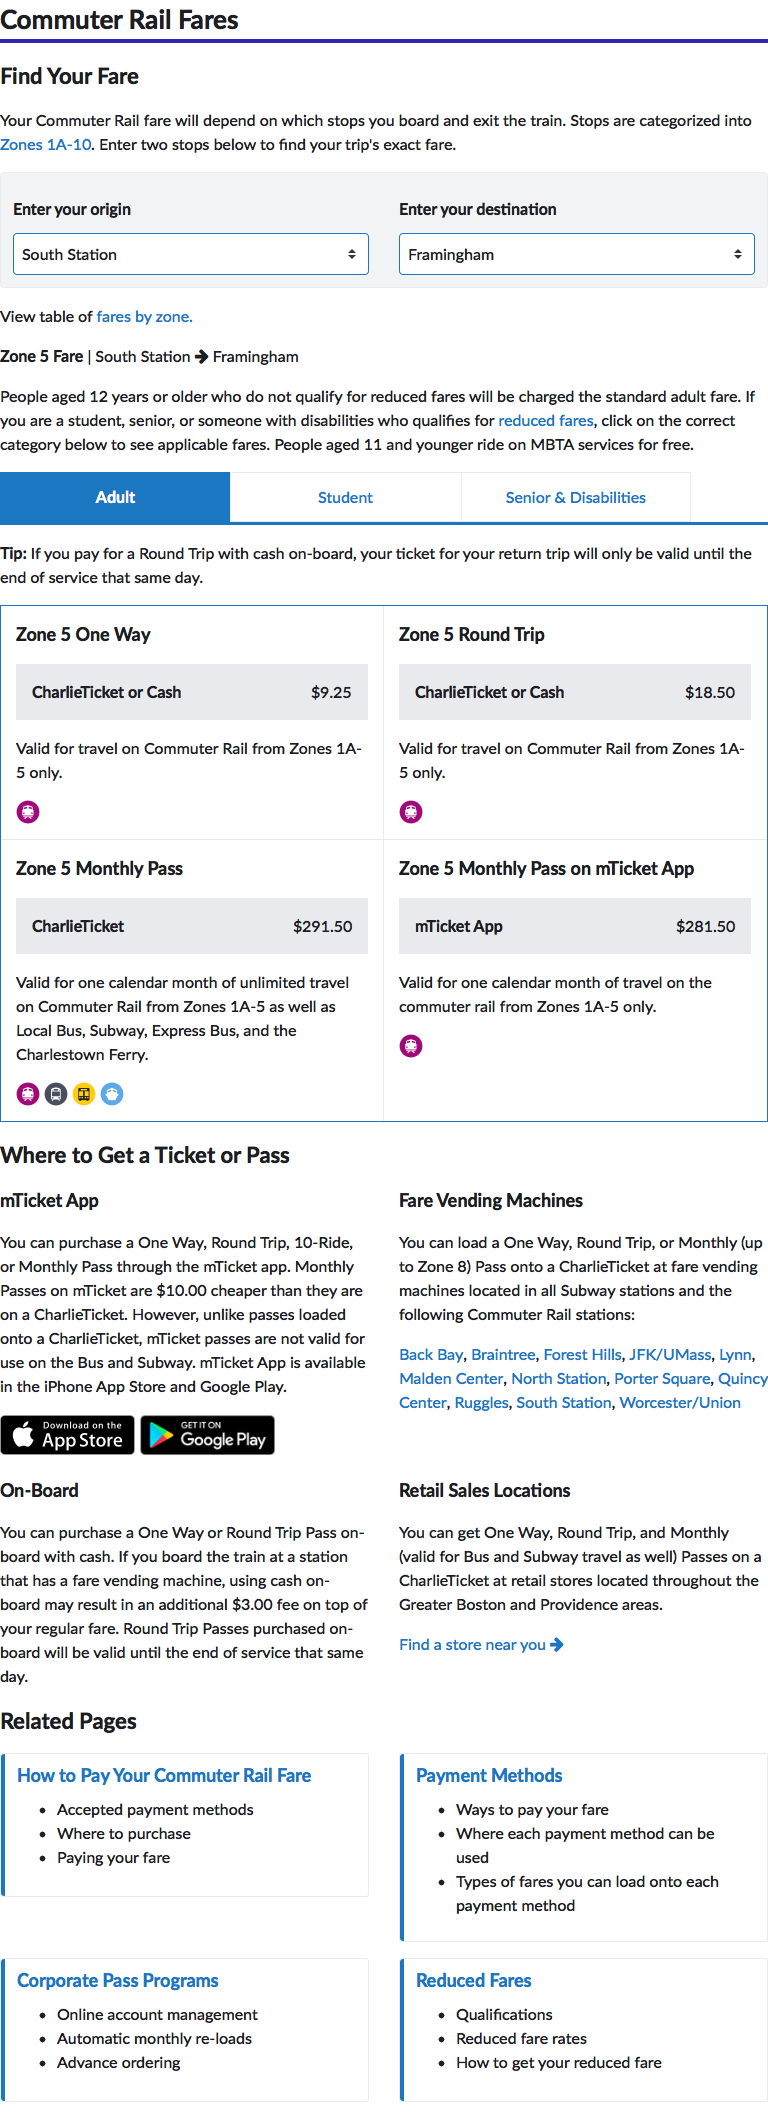 Commuter Rail Fares
Find Your Fare
Your Commuter Rail fare will depend on which stops you board and exit the train. Stops are categorized into
Zones 1A-10. Enter two stops below to find your trip's exact fare.
Enter your origin
South Station
Enter your destination
Framingham
View table of fares by zone.
Zone 5 Fare | South Station → Framingham
People aged 12 years or older who do not qualify for reduced fares will be charged the standard adult fare. If
you are a student, senior, or someone with disabilities who qualifies for reduced fares, click on the correct
category below to see applicable fares. People aged 11 and younger ride on MBTA services for free.
Adult
Student
Senior & Disabilities
Tip: If you pay for a Round Trip with cash on-board, your ticket for your return trip will only be valid until the
end of service that same day.
Zone 5 One Way
CharlieTicket or Cash $9.25
Valid for travel on Commuter Rail from Zones 1A-
5 only.
Zone 5 Round Trip
CharlieTicket or Cash $18.50
Valid for travel on Commuter Rail from Zones 1A-
5 only.
Zone 5 Monthly Pass
CharlieTicket $291.50
Valid for one calendar month of unlimited travel
on Commuter Rail from Zones 1A-5 as well as
Local Bus, Subway, Express Bus, and the
Charlestown Ferry.
Zone 5 Monthly Pass on mTicket App
mTicket App $281.50
Valid for one calendar month of travel on the
commuter rail from Zones 1A-5 only.
Where to Get a Ticket or Pass
mTicket App
You can purchase a One Way, Round Trip, 10-Ride,
or Monthly Pass through the mTicket app. Monthly
Passes on mTicket are $10.00 cheaper than they are
on a CharlieTicket. However, unlike passes loaded
onto a CharlieTicket, mTicket passes are not valid for
use on the Bus and Subway. mTicket App is available
in the iPhone App Store and Google Play.
Download on the
App Store
GET IT ON
Google Play
Fare Vending Machines
You can load a One Way, Round Trip, or Monthly (up
to Zone 8) Pass onto a CharlieTicket at fare vending
machines located in all Subway stations and the
following Commuter Rail stations:
Back Bay, Braintree, Forest Hills, JFK/UMass, Lynn,
Malden Center, North Station, Porter Square, Quincy
Center, Ruggles, South Station, Worcester/Union
On-Board
You can purchase a One Way or Round Trip Pass on-
board with cash. If you board the train at a station
that has a fare vending machine, using cash on-
board may result in an additional $3.00 fee on top of
your regular fare. Round Trip Passes purchased on-
board will be valid until the end of service that same
day.
Retail Sales Locations
You can get One Way, Round Trip, and Monthly
(valid for Bus and Subway travel as well) Passes on a
CharlieTicket at retail stores located throughout the
Greater Boston and Providence areas.
Find a store near you →
Related Pages
How to Pay Your Commuter Rail Fare
• Accepted payment methods
• Where to purchase
• Paying your fare
Payment Methods
• Ways to pay your fare
• Where each payment method can be
used
• Types of fares you can load onto each
payment method
Corporate Pass Programs
• Online account management
• Automatic monthly re-loads
• Advance ordering
Reduced Fares
• Qualifications
• Reduced fare rates
• How to get your reduced fare